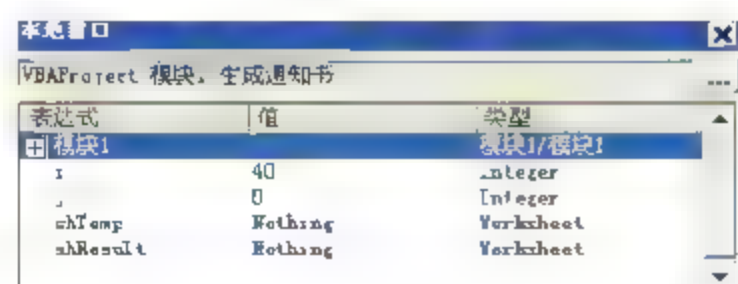 本地窗口
VBAProject 模块. 生成通知书
表达式 值 类型
模块1 模块1/模块1
i 40 Integer
j 0 Integer
shTemp Nothing Worksheet
shResult Nothing Worksheet